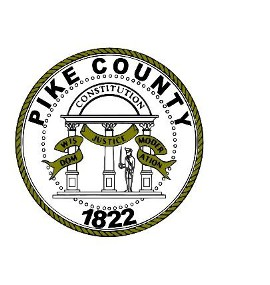 PIKE COUNTY
CONSTITUTION
WIS
DOM
JUSTICE
MODER
ATION
1822